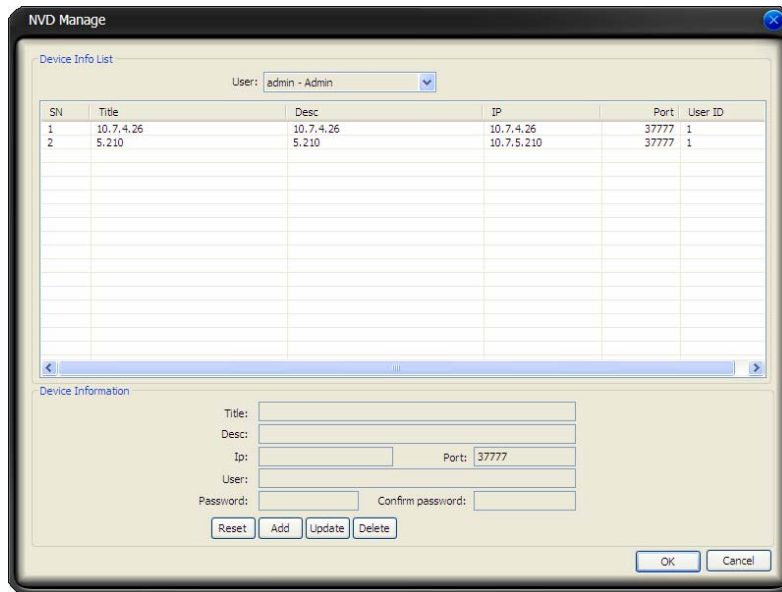 NVD Manage
Device Info List
User: admin - Admin
SN Title Desc IP Port User ID
1 10.7.4.26 10.7.4.26 10.7.4.26 37777 1
2 5.210 5.210 10.7.5.210 37777 1
Device Information
Title:
Desc:
Ip: Port: 37777
User:
Password: Confirm password:
Reset Add Update Delete
OK Cancel